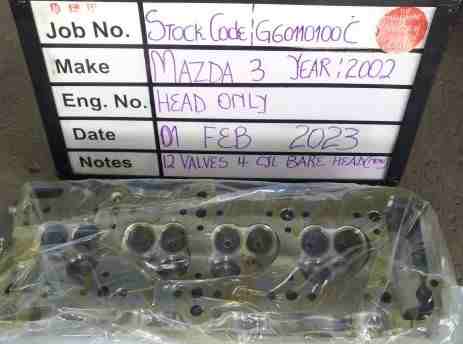 Job No. Stock Code: G60110100C
Make MAZDA 3 YEAR: 2002
Eng. No. HEAD ONLY
Date 01 FEB 2023
Notes 12 VALVES 4 CYL BARE HEAD